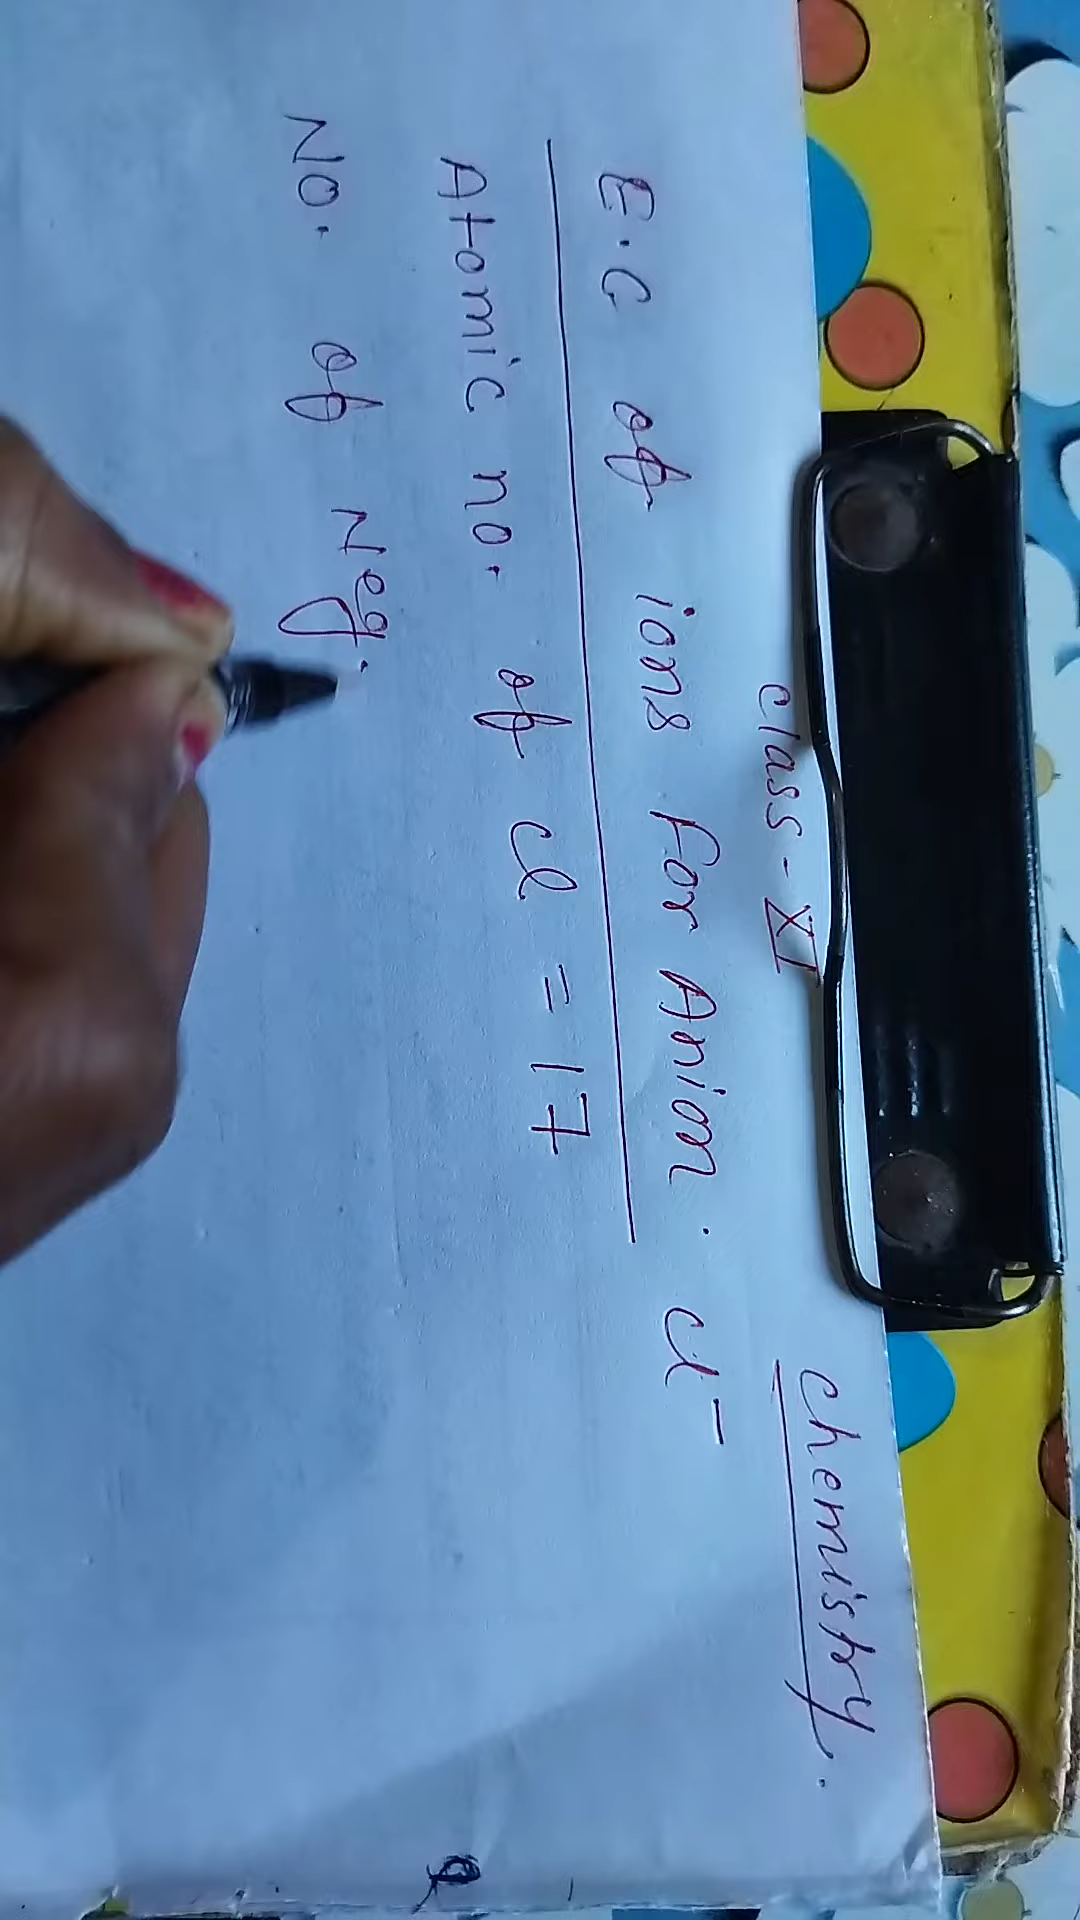 Chemistry.
Class-XI
E.C of ions for Anion. Cl⁻
Atomic no. of Cl = 17
No. of Neg.